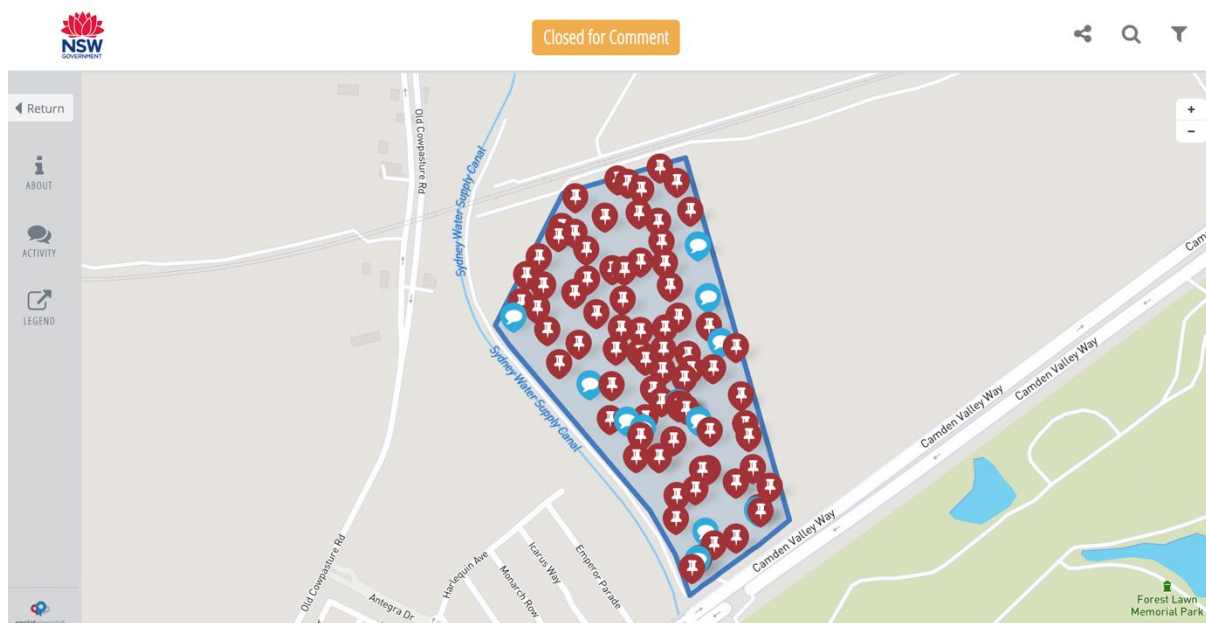 NSW
GOVERNMENT
Closed for Comment
Return
ABOUT
ACTIVITY
LEGEND
+
−
Old Cowpasture Rd
Sydney Water Supply Canal
Sydney Water Supply Canal
Camden Valley Way
Camden Valley Way
Camden Valley Way
Old Cowpasture Rd
Antegra Dr
Harlequin Ave
Monarch Row
Icarus Way
Emperor Parade
Forest Lawn
Memorial Park